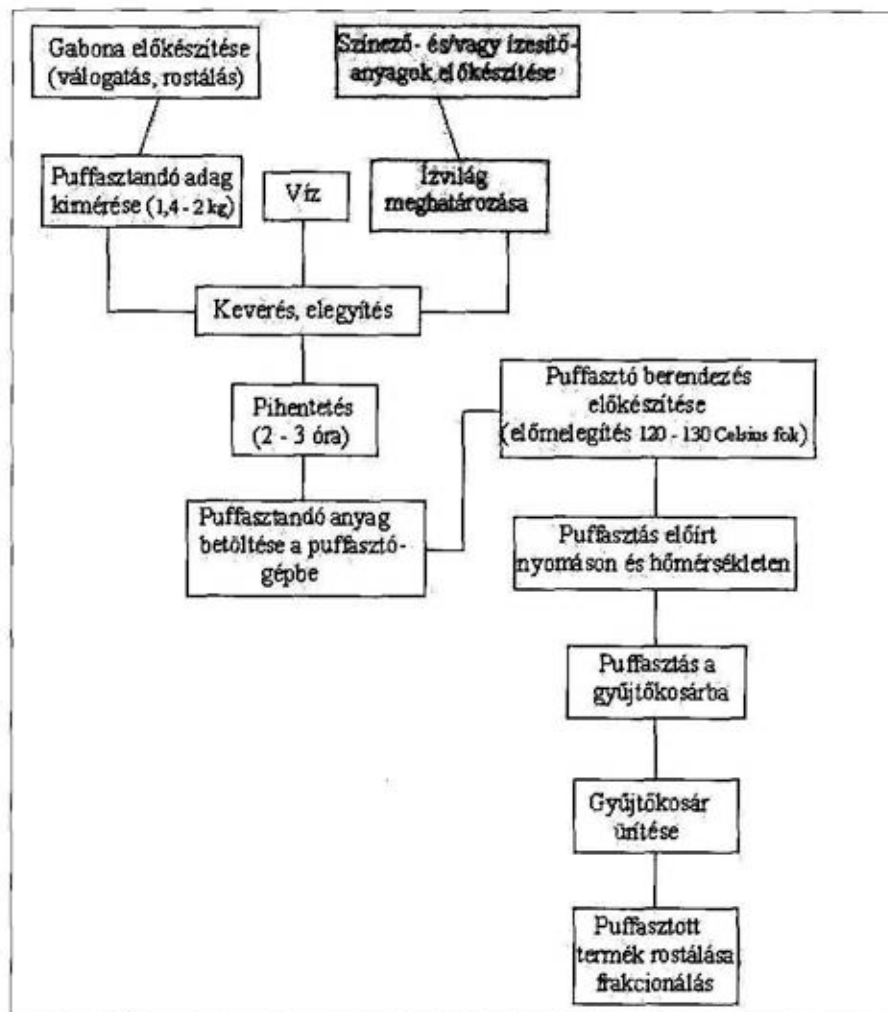 Gabona előkészítése
(válogatás, rostálás)
Színező- és/vagy ízesítő-
anyagok előkészítése
Puffasztandó adag
kimérése (1,4 - 2 kg)
Víz
Ízvilág
meghatározása
Keverés, elegyítés
Pihentetés
(2 - 3 óra)
Puffasztó berendezés
előkészítése
(előmelegítés 120 - 130 Celsius fok)
Puffasztandó anyag
betöltése a puffasztó-
gépbe
Puffasztás előírt
nyomáson és hőmérsékleten
Puffasztás a
gyűjtőkosárba
Gyűjtőkosár
ürítése
Puffasztott
termék rostálása
frakcionálás